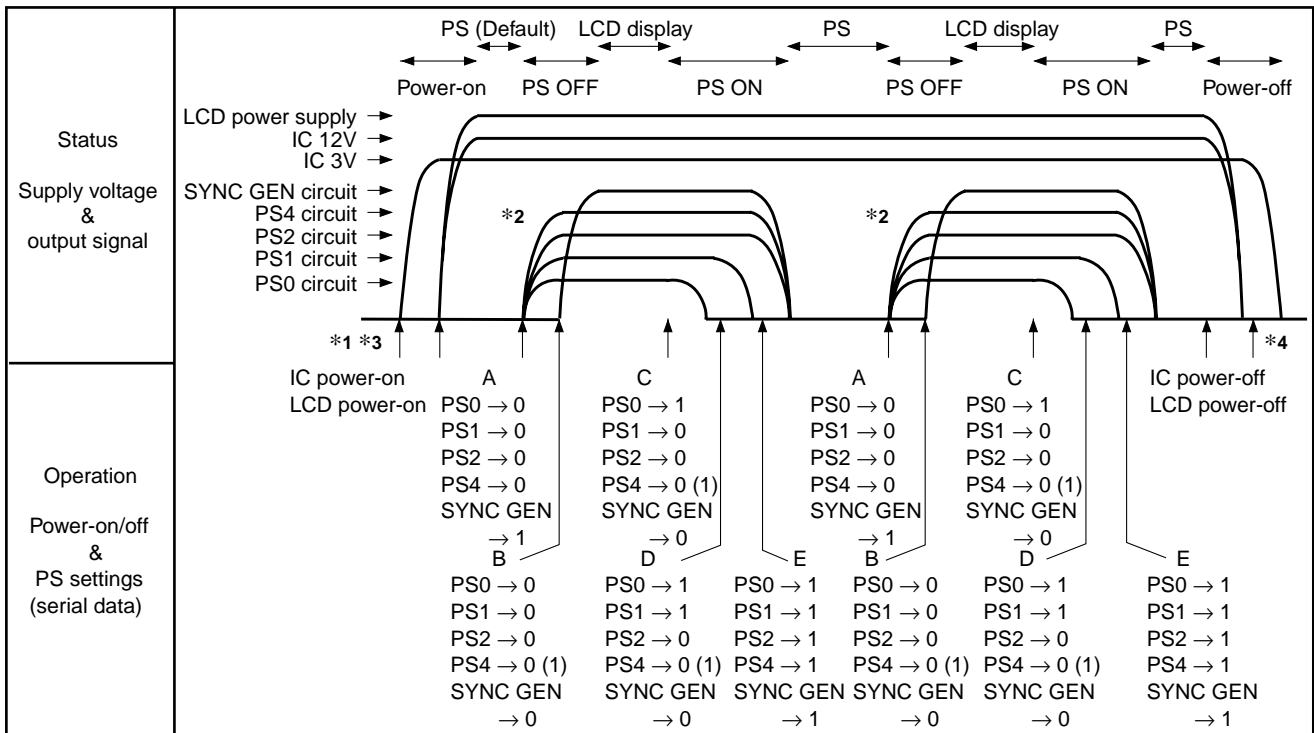 PS (Default) LCD display PS LCD display PS
Power-on PS OFF PS ON PS OFF PS ON Power-off
Status
Supply voltage
&
output signal
LCD power supply →
IC 12V →
IC 3V →
SYNC GEN circuit →
PS4 circuit →
PS2 circuit →
PS1 circuit →
PS0 circuit →
*2 *2
*1 *3 *4
IC power-on
LCD power-on
A
PS0 → 0
PS1 → 0
PS2 → 0
PS4 → 0
SYNC GEN
→ 1
C
PS0 → 1
PS1 → 0
PS2 → 0
PS4 → 0 (1)
SYNC GEN
→ 0
A
PS0 → 0
PS1 → 0
PS2 → 0
PS4 → 0
SYNC GEN
→ 1
C
PS0 → 1
PS1 → 0
PS2 → 0
PS4 → 0 (1)
SYNC GEN
→ 0
IC power-off
LCD power-off
Operation
Power-on/off
&
PS settings
(serial data)
B
PS0 → 0
PS1 → 0
PS2 → 0
PS4 → 0 (1)
SYNC GEN
→ 0
D
PS0 → 1
PS1 → 1
PS2 → 0
PS4 → 0 (1)
SYNC GEN
→ 0
E
PS0 → 1
PS1 → 1
PS2 → 1
PS4 → 1
SYNC GEN
→ 1
B
PS0 → 0
PS1 → 0
PS2 → 0
PS4 → 0 (1)
SYNC GEN
→ 0
D
PS0 → 1
PS1 → 1
PS2 → 0
PS4 → 0 (1)
SYNC GEN
→ 0
E
PS0 → 1
PS1 → 1
PS2 → 1
PS4 → 1
SYNC GEN
→ 1